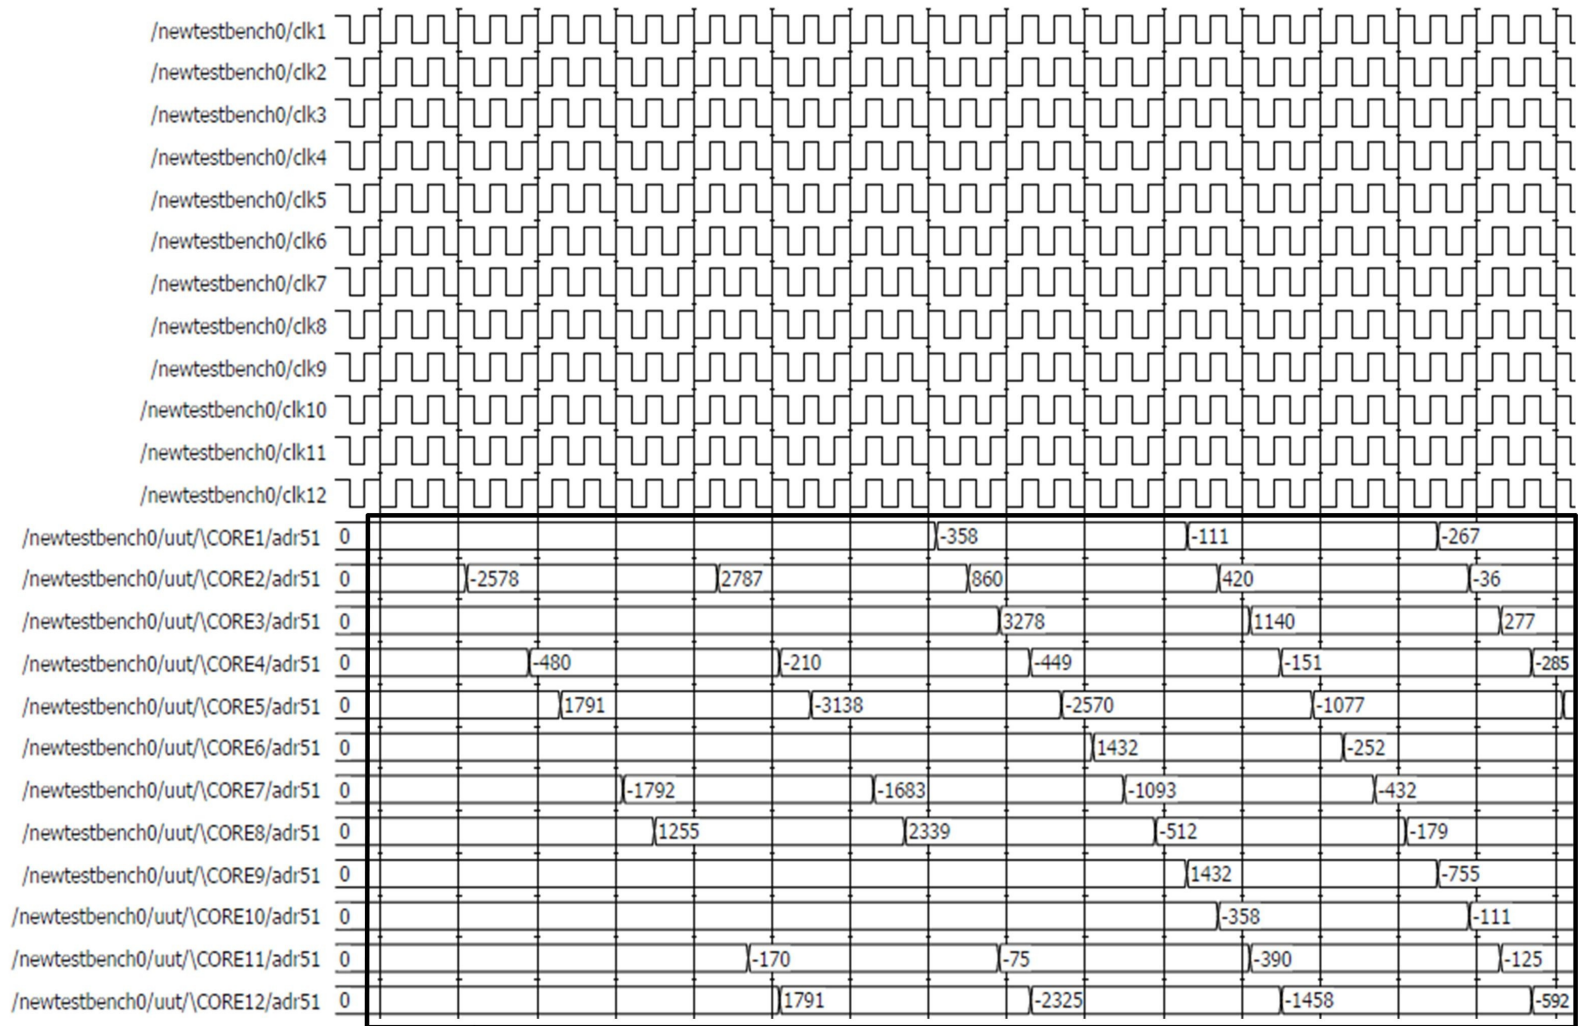 /newtestbench0/clk1
/newtestbench0/clk2
/newtestbench0/clk3
/newtestbench0/clk4
/newtestbench0/clk5
/newtestbench0/clk6
/newtestbench0/clk7
/newtestbench0/clk8
/newtestbench0/clk9
/newtestbench0/clk10
/newtestbench0/clk11
/newtestbench0/clk12
/newtestbench0/uut/\CORE1/adr51 0 -358 -111 -267
/newtestbench0/uut/\CORE2/adr51 0 -2578 2787 860 420 -36
/newtestbench0/uut/\CORE3/adr51 0 3278 1140 277
/newtestbench0/uut/\CORE4/adr51 0 -480 -210 -449 -151 -285
/newtestbench0/uut/\CORE5/adr51 0 1791 -3138 -2570 -1077
/newtestbench0/uut/\CORE6/adr51 0 1432 -252
/newtestbench0/uut/\CORE7/adr51 0 -1792 -1683 -1093 -432
/newtestbench0/uut/\CORE8/adr51 0 1255 2339 -512 -179
/newtestbench0/uut/\CORE9/adr51 0 1432 -755
/newtestbench0/uut/\CORE10/adr51 0 -358 -111
/newtestbench0/uut/\CORE11/adr51 0 -170 -75 -390 -125
/newtestbench0/uut/\CORE12/adr51 0 1791 -2325 -1458 -592